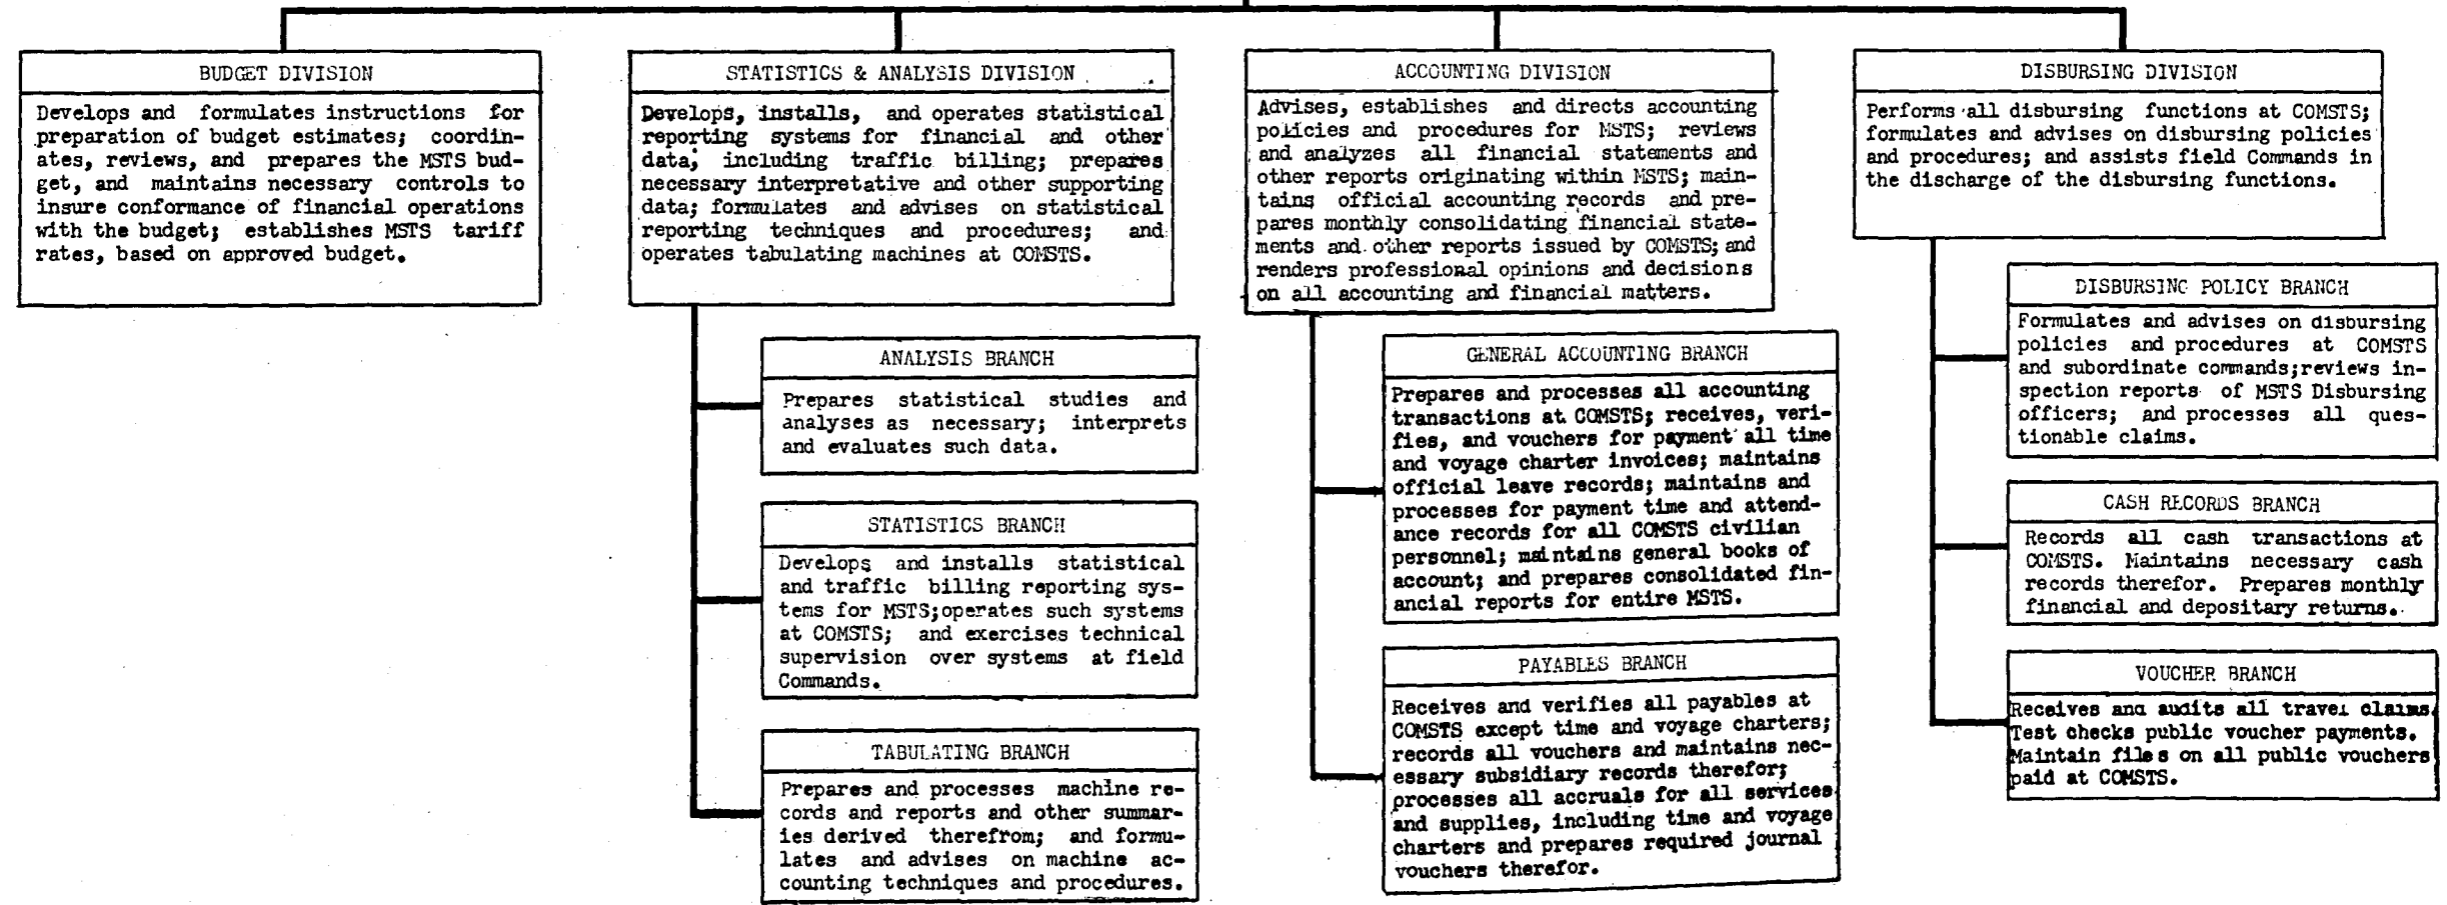 BUDGET DIVISION
Develops and formulates instructions for
preparation of budget estimates; coordin-
ates, reviews, and prepares the MSTS bud-
get, and maintains necessary controls to
insure conformance of financial operations
with the budget; establishes MSTS tariff
rates, based on approved budget.
STATISTICS & ANALYSIS DIVISION
Develops, installs, and operates statistical
reporting systems for financial and other
data, including traffic billing; prepares
necessary interpretative and other supporting
data; formulates and advises on statistical
reporting techniques and procedures; and
operates tabulating machines at COMSTS.
ANALYSIS BRANCH
Prepares statistical studies and
analyses as necessary; interprets
and evaluates such data.
STATISTICS BRANCH
Develops and installs statistical
and traffic billing reporting sys-
tems for MSTS;operates such systems
at COMSTS; and exercises technical
supervision over systems at field
Commands.
TABULATING BRANCH
Prepares and processes machine re-
cords and reports and other summar-
ies derived therefrom; and formu-
lates and advises on machine ac-
counting techniques and procedures.
ACCOUNTING DIVISION
Advises, establishes and directs accounting
policies and procedures for MSTS; reviews
and analyzes all financial statements and
other reports originating within MSTS; main-
tains official accounting records and pre-
pares monthly consolidating financial state-
ments and other reports issued by COMSTS; and
renders professional opinions and decisions
on all accounting and financial matters.
GENERAL ACCOUNTING BRANCH
Prepares and processes all accounting
transactions at COMSTS; receives, veri-
fies, and vouchers for payment all time
and voyage charter invoices; maintains
official leave records; maintains and
processes for payment time and attend-
ance records for all COMSTS civilian
personnel; maintains general books of
account; and prepares consolidated fin-
ancial reports for entire MSTS.
PAYABLES BRANCH
Receives and verifies all payables at
COMSTS except time and voyage charters;
records all vouchers and maintains nec-
essary subsidiary records therefor;
processes all accruals for all services
and supplies, including time and voyage
charters and prepares required journal
vouchers therefor.
DISBURSING DIVISION
Performs all disbursing functions at COMSTS;
formulates and advises on disbursing policies
and procedures; and assists field Commands in
the discharge of the disbursing functions.
DISBURSING POLICY BRANCH
Formulates and advises on disbursing
policies and procedures at COMSTS
and subordinate commands;reviews in-
spection reports of MSTS Disbursing
officers; and processes all ques-
tionable claims.
CASH RECORDS BRANCH
Records all cash transactions at
COMSTS. Maintains necessary cash
records therefor. Prepares monthly
financial and depositary returns.
VOUCHER BRANCH
Receives and audits all travel claims.
Test checks public voucher payments.
Maintain files on all public vouchers
paid at COMSTS.